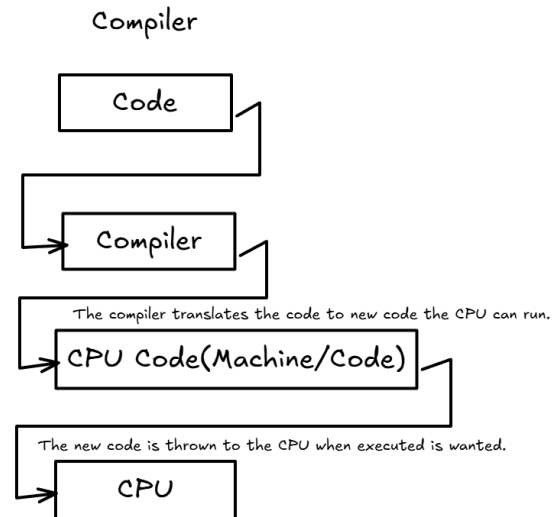 Compiler
Code
Compiler
The compiler translates the code to new code the CPU can run.
CPU Code(Machine/Code)
The new code is thrown to the CPU when executed is wanted.
CPU